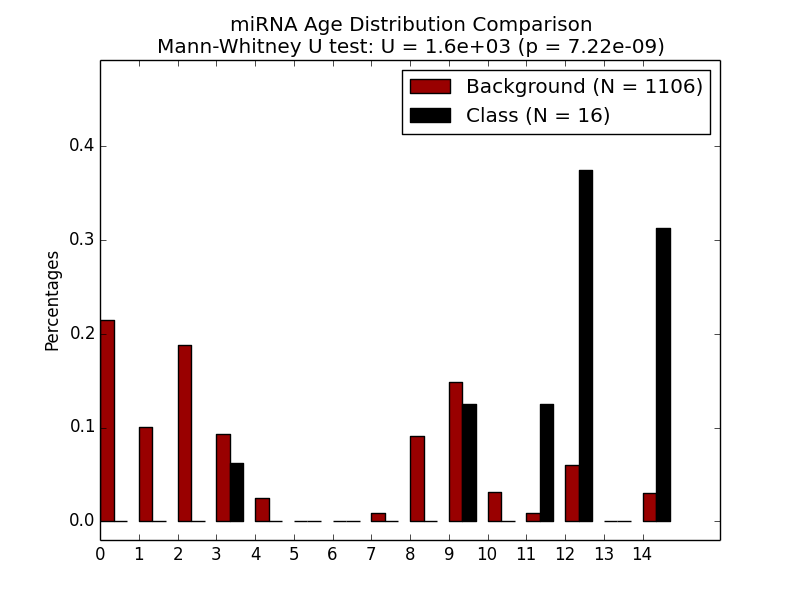 miRNA Age Distribution Comparison
Mann-Whitney U test: U = 1.6e+03 (p = 7.22e-09)
Background (N = 1106)
Class (N = 16)
Percentages
0.4
0.3
0.2
0.1
0.0
0 1 2 3 4 5 6 7 8 9 10 11 12 13 14